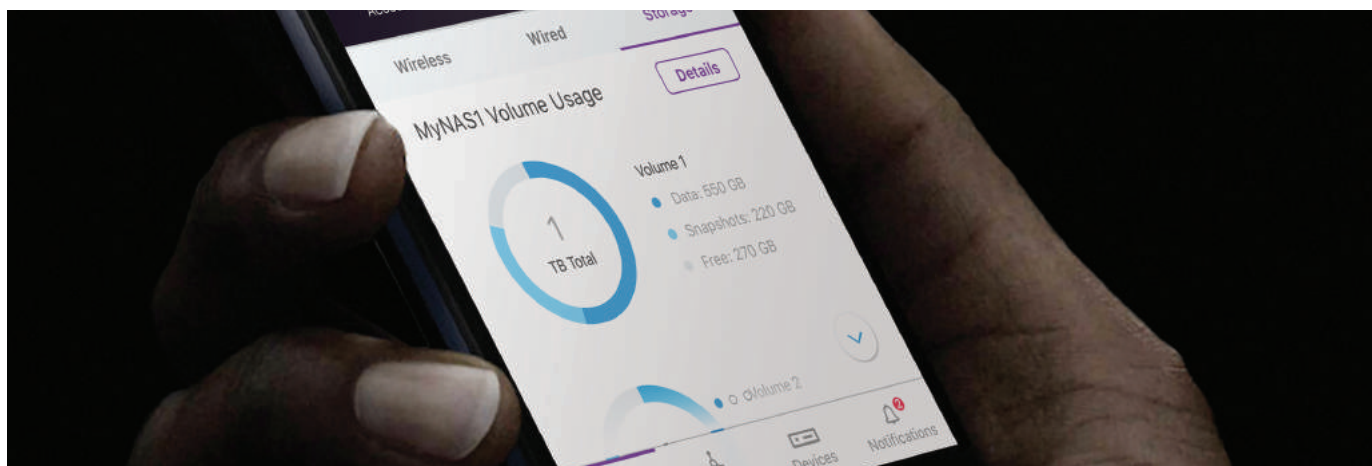 Wireless
Wired
Storage
MyNAS1 Volume Usage
Details
1
TB Total
Volume 1
Data: 550 GB
Snapshots: 220 GB
Free: 270 GB
Volume 2
Devices
2
Notifications